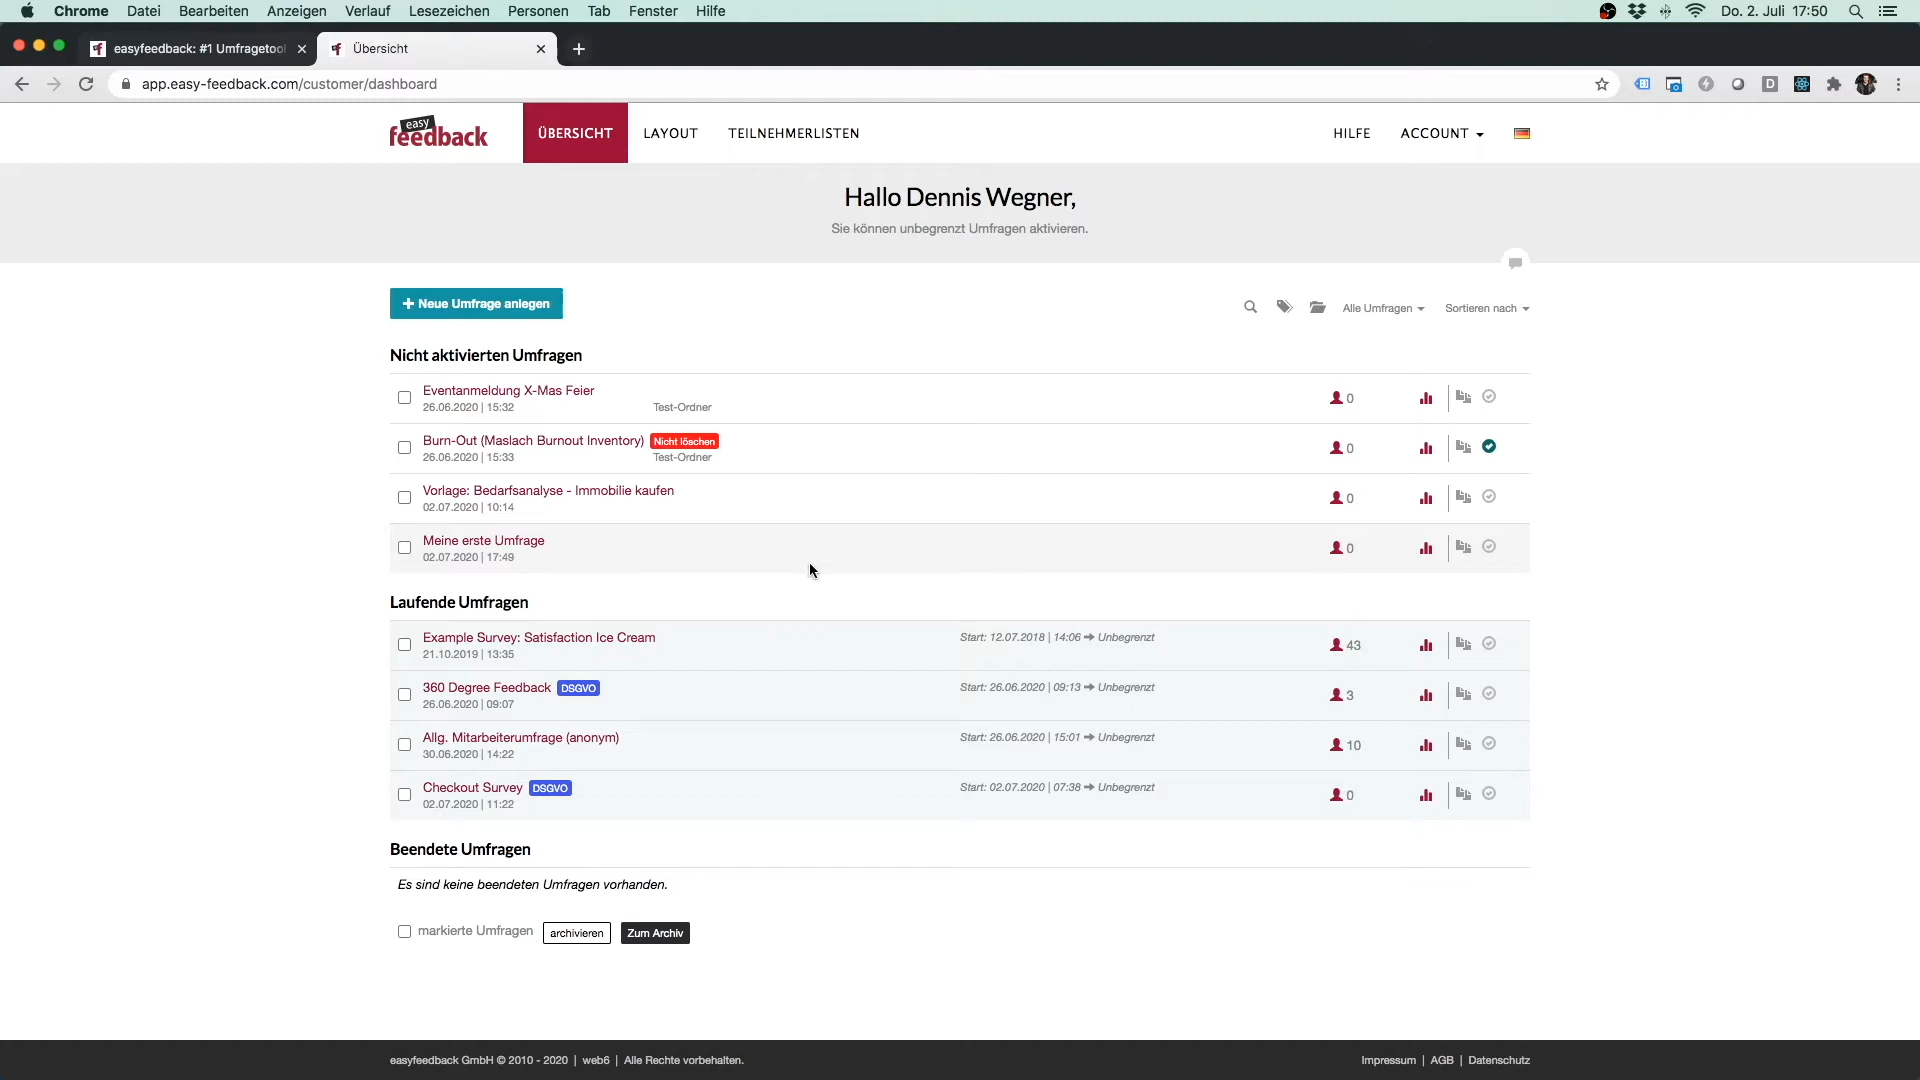 Chrome Datei Bearbeiten Anzeigen Verlauf Lesezeichen Personen Tab Fenster Hilfe Do. 2. Juli 17:50
easyfeedback: #1 Umfragetool Übersicht
app.easy-feedback.com/customer/dashboard D
easy feedback ÜBERSICHT LAYOUT TEILNEHMERLISTEN HILFE ACCOUNT
Hallo Dennis Wegner,
Sie können unbegrenzt Umfragen aktivieren.
+ Neue Umfrage anlegen Alle Umfragen Sortieren nach
Nicht aktivierten Umfragen
Eventanmeldung X-Mas Feier
26.06.2020 | 15:32 Test-Ordner 0
Burn-Out (Maslach Burnout Inventory) Nicht löschen
26.06.2020 | 15:33 Test-Ordner 0
Vorlage: Bedarfsanalyse - Immobilie kaufen
02.07.2020 | 10:14 0
Meine erste Umfrage
02.07.2020 | 17:49 0
Laufende Umfragen
Example Survey: Satisfaction Ice Cream Start: 12.07.2018 | 14:06 ➔ Unbegrenzt 43
21.10.2019 | 13:35
360 Degree Feedback DSGVO Start: 26.06.2020 | 09:13 ➔ Unbegrenzt 3
26.06.2020 | 09:07
Allg. Mitarbeiterumfrage (anonym) Start: 26.06.2020 | 15:01 ➔ Unbegrenzt 10
30.06.2020 | 14:22
Checkout Survey DSGVO Start: 02.07.2020 | 07:38 ➔ Unbegrenzt 0
02.07.2020 | 11:22
Beendete Umfragen
Es sind keine beendeten Umfragen vorhanden.
markierte Umfragen archivieren Zum Archiv
easyfeedback GmbH © 2010 - 2020 | web6 | Alle Rechte vorbehalten. Impressum | AGB | Datenschutz